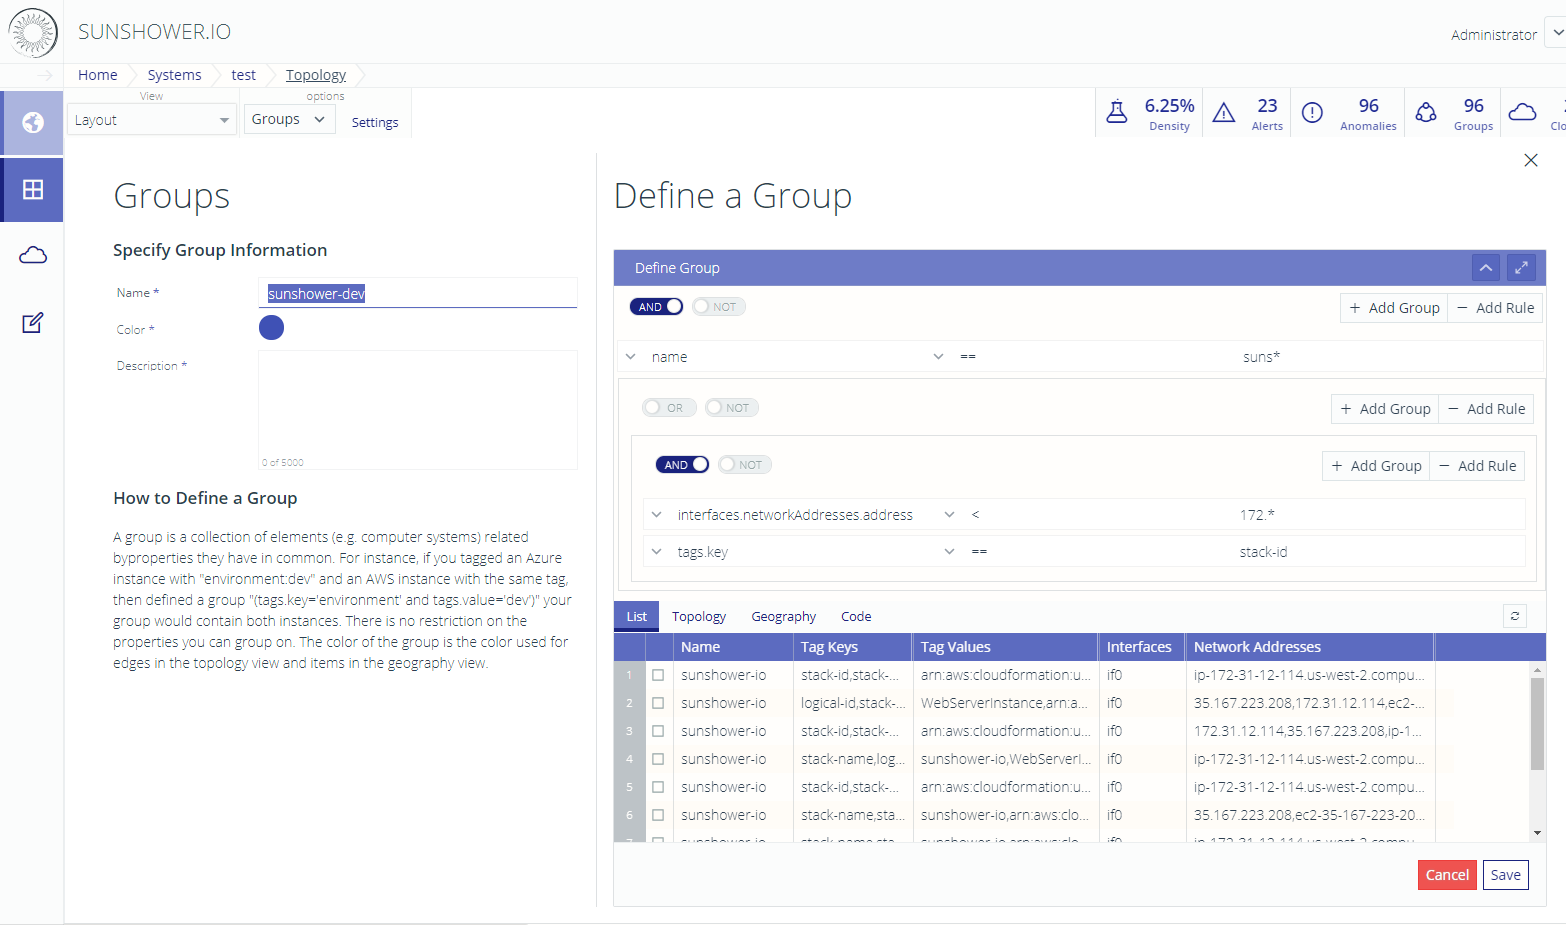 SUNSHOWER.IO
Administrator
Home Systems test Topology
View options
Layout Groups Settings
6.25% Density
23 Alerts
96 Anomalies
96 Groups
Groups
Specify Group Information
Name *
sunshower-dev
Color *
Description *
0 of 5000
How to Define a Group
A group is a collection of elements (e.g. computer systems) related
byproperties they have in common. For instance, if you tagged an Azure
instance with "environment:dev" and an AWS instance with the same tag,
then defined a group "(tags.key='environment' and tags.value='dev')" your
group would contain both instances. There is no restriction on the
properties you can group on. The color of the group is the color used for
edges in the topology view and items in the geography view.
Define a Group
Define Group
AND NOT + Add Group − Add Rule
name == suns*
OR NOT + Add Group − Add Rule
AND NOT + Add Group − Add Rule
interfaces.networkAddresses.address < 172.*
tags.key == stack-id
List Topology Geography Code
Name Tag Keys Tag Values Interfaces Network Addresses
1 sunshower-io stack-id,stack-... arn:aws:cloudformation:u... if0 ip-172-31-12-114.us-west-2.compu...
2 sunshower-io logical-id,stack-... WebServerInstance,arn:a... if0 35.167.223.208,172.31.12.114,ec2-...
3 sunshower-io stack-id,stack-... arn:aws:cloudformation:u... if0 172.31.12.114,35.167.223.208,ip-1...
4 sunshower-io stack-name,log... sunshower-io,WebServerI... if0 ip-172-31-12-114.us-west-2.compu...
5 sunshower-io stack-id,stack-... arn:aws:cloudformation:u... if0 ip-172-31-12-114.us-west-2.compu...
6 sunshower-io stack-name,sta... sunshower-io,arn:aws:clo... if0 35.167.223.208,ec2-35-167-223-20...
Cancel Save